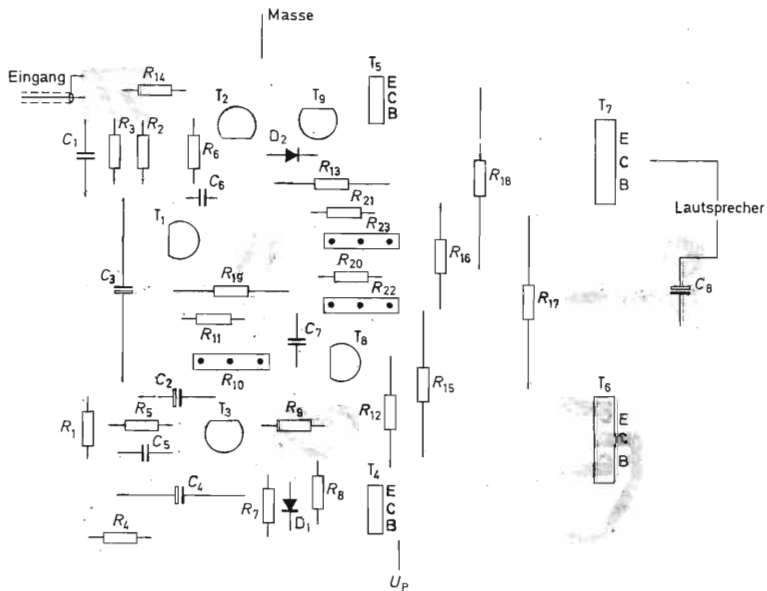 Masse
Eingang
R14
T2
T9
T5
E
C
B
T7
E
C
B
C1
R3
R2
R6
D2
R13
R18
C6
R21
Lautsprecher
T1
R23
R16
C3
R19
R20
R22
R17
C8
R11
C7
T8
R10
R15
C2
R12
T6
E
C
B
R1
R5
T3
R9
C5
C4
R7
D1
R8
T4
E
C
B
R4
UP